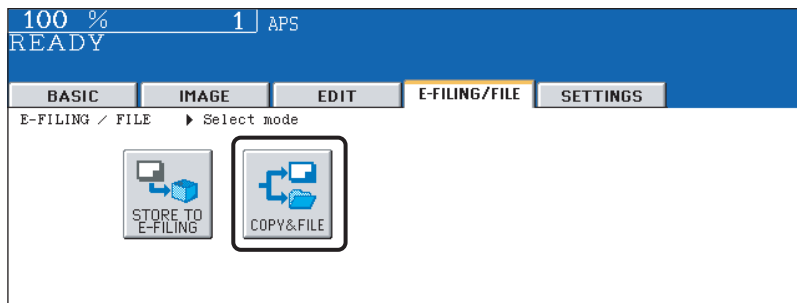 100 % 1 APS
READY
BASIC IMAGE EDIT E-FILING/FILE SETTINGS
E-FILING / FILE ▶ Select mode
STORE TO
E-FILING
COPY&FILE